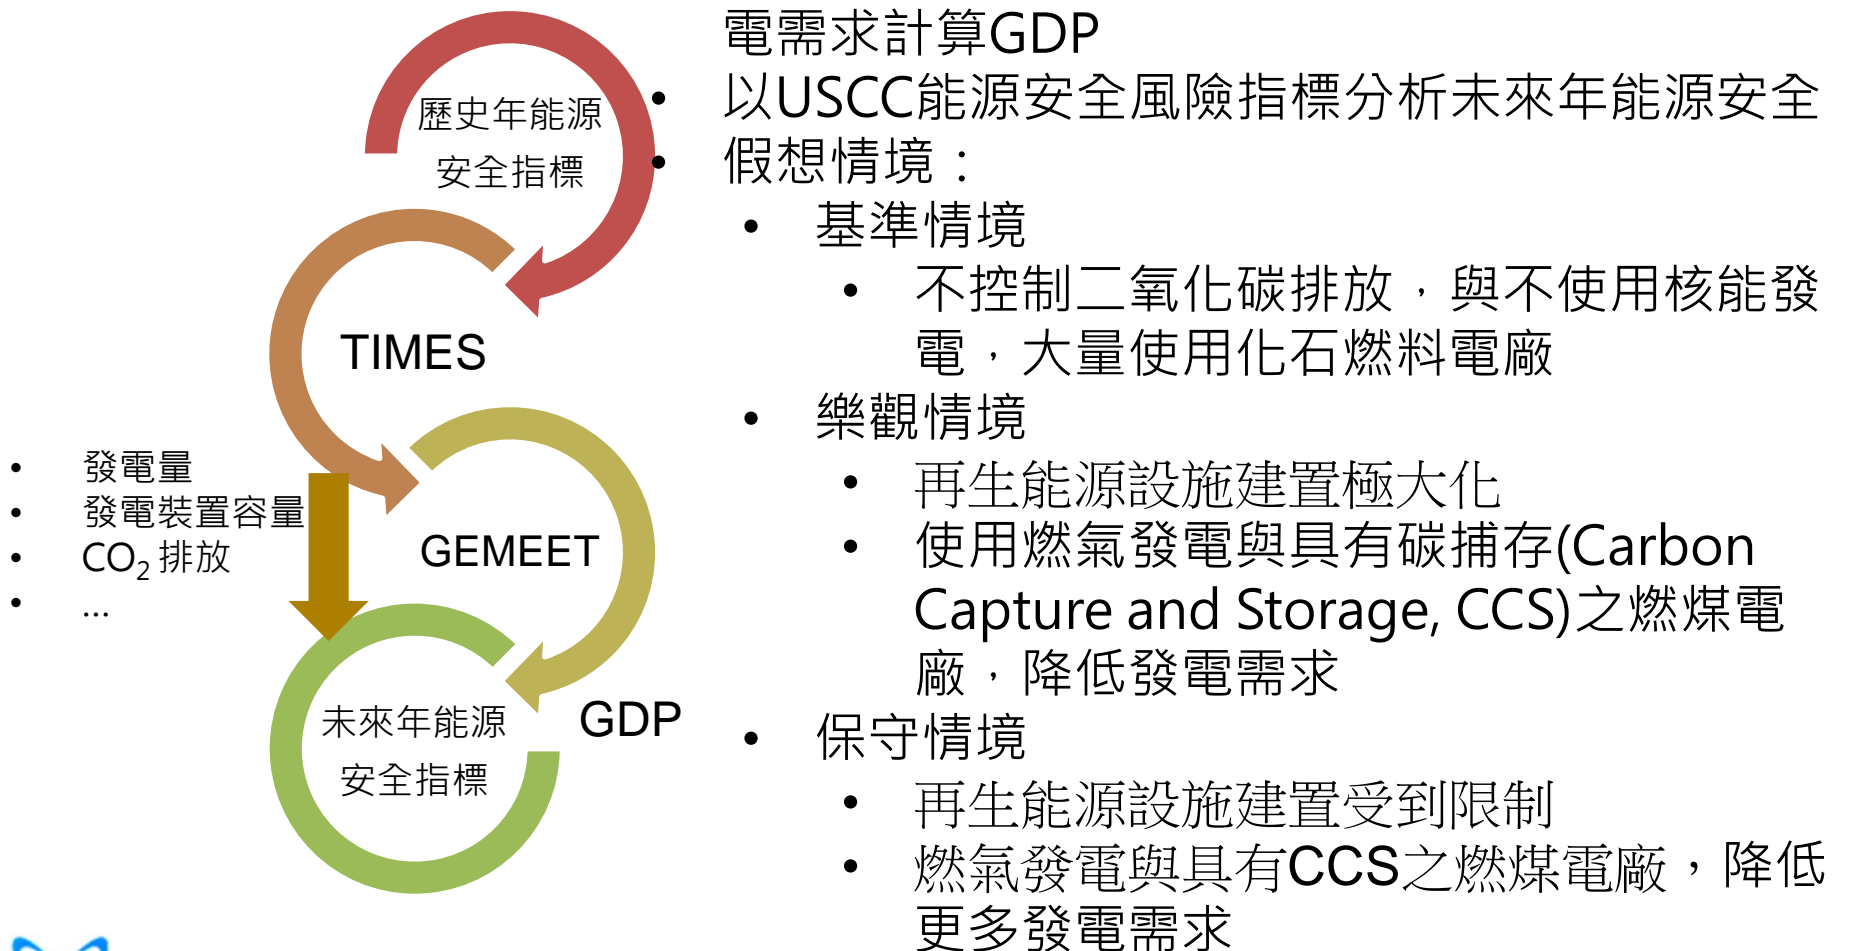 歷史年能源
安全指標
TIMES
• 發電量
• 發電裝置容量
• CO₂ 排放
• ...
GEMEET
未來年能源
安全指標
GDP
電需求計算GDP
• 以USCC能源安全風險指標分析未來年能源安全
• 假想情境：
• 基準情境
• 不控制二氧化碳排放，與不使用核能發
電，大量使用化石燃料電廠
• 樂觀情境
• 再生能源設施建置極大化
• 使用燃氣發電與具有碳捕存(Carbon
Capture and Storage, CCS)之燃煤電
廠，降低發電需求
• 保守情境
• 再生能源設施建置受到限制
• 燃氣發電與具有CCS之燃煤電廠，降低
更多發電需求